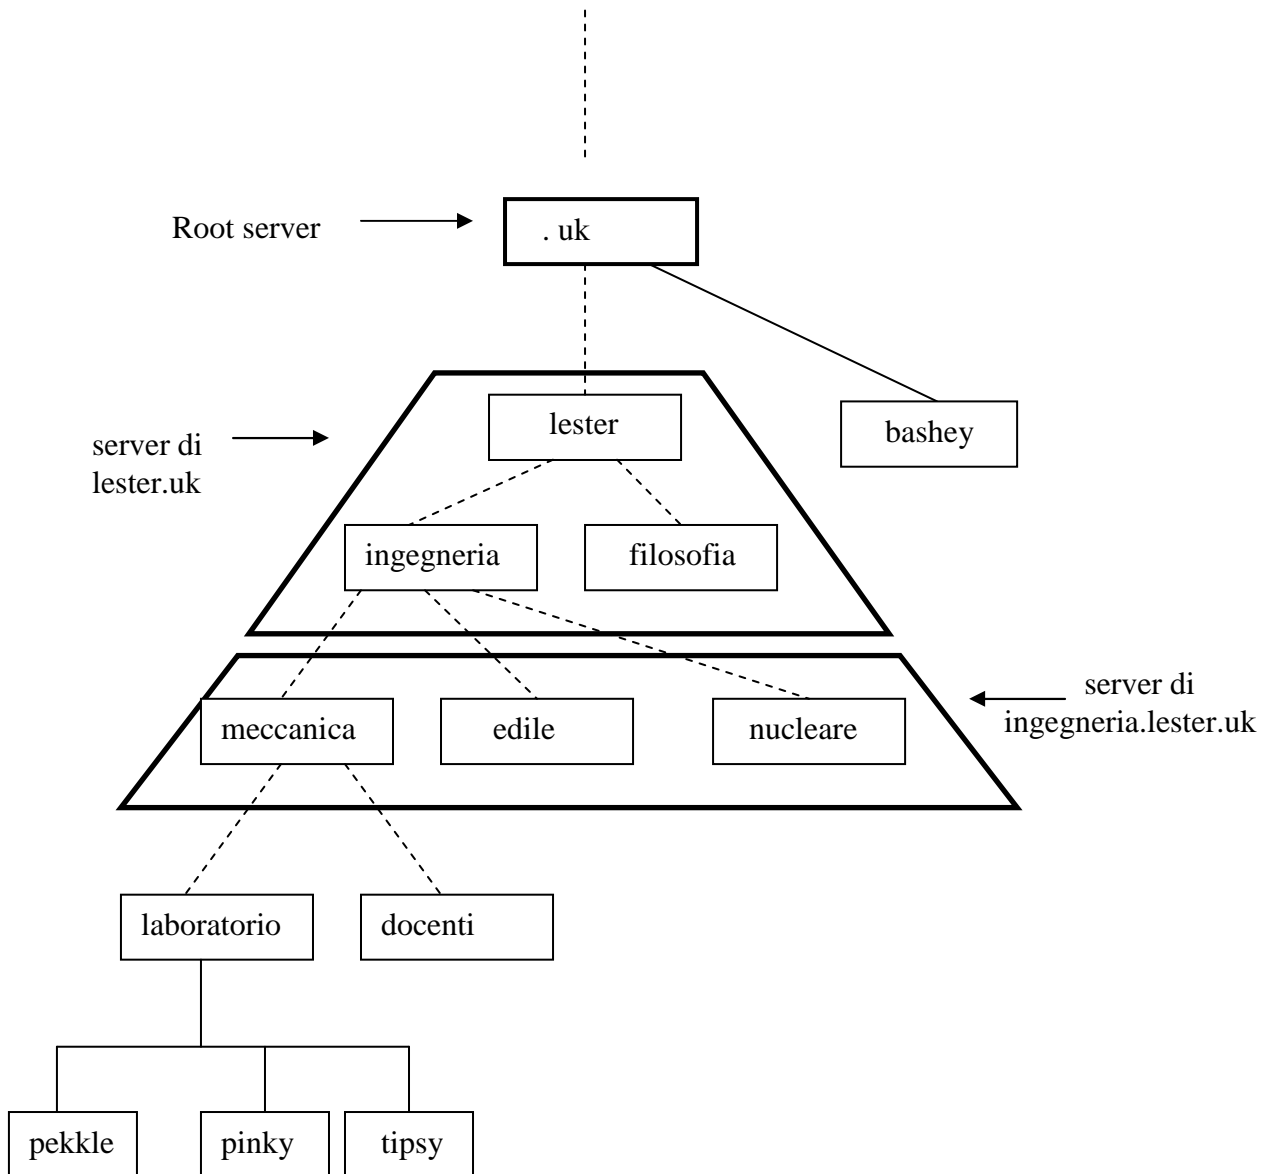 Root server
. uk
lester
bashey
server di
lester.uk
ingegneria
filosofia
server di
ingegneria.lester.uk
meccanica
edile
nucleare
laboratorio
docenti
pekkle
pinky
tipsy